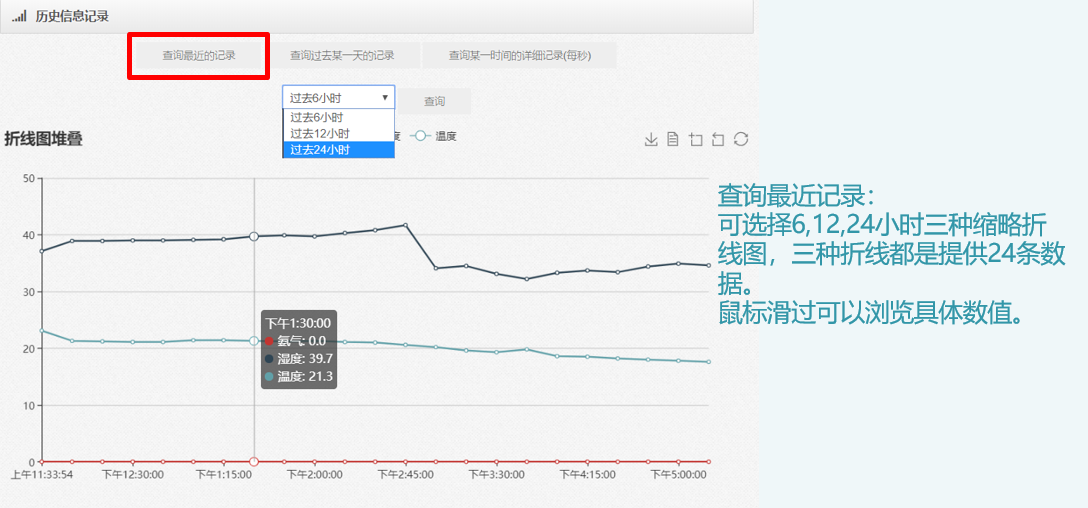 历史信息记录
查询最近的记录
查询过去某一天的记录
查询某一时间的详细记录(每秒)
过去6小时
查询
过去6小时
过去12小时
过去24小时
折线图堆叠
度
温度
50
40
30
20
10
0
下午1:30:00
氨气: 0.0
湿度: 39.7
温度: 21.3
上午11:33:54 下午12:30:00 下午1:15:00 下午2:00:00 下午2:45:00 下午3:30:00 下午4:15:00 下午5:00:00
查询最近记录：
可选择6,12,24小时三种缩略折
线图，三种折线都是提供24条数
据。
鼠标滑过可以浏览具体数值。